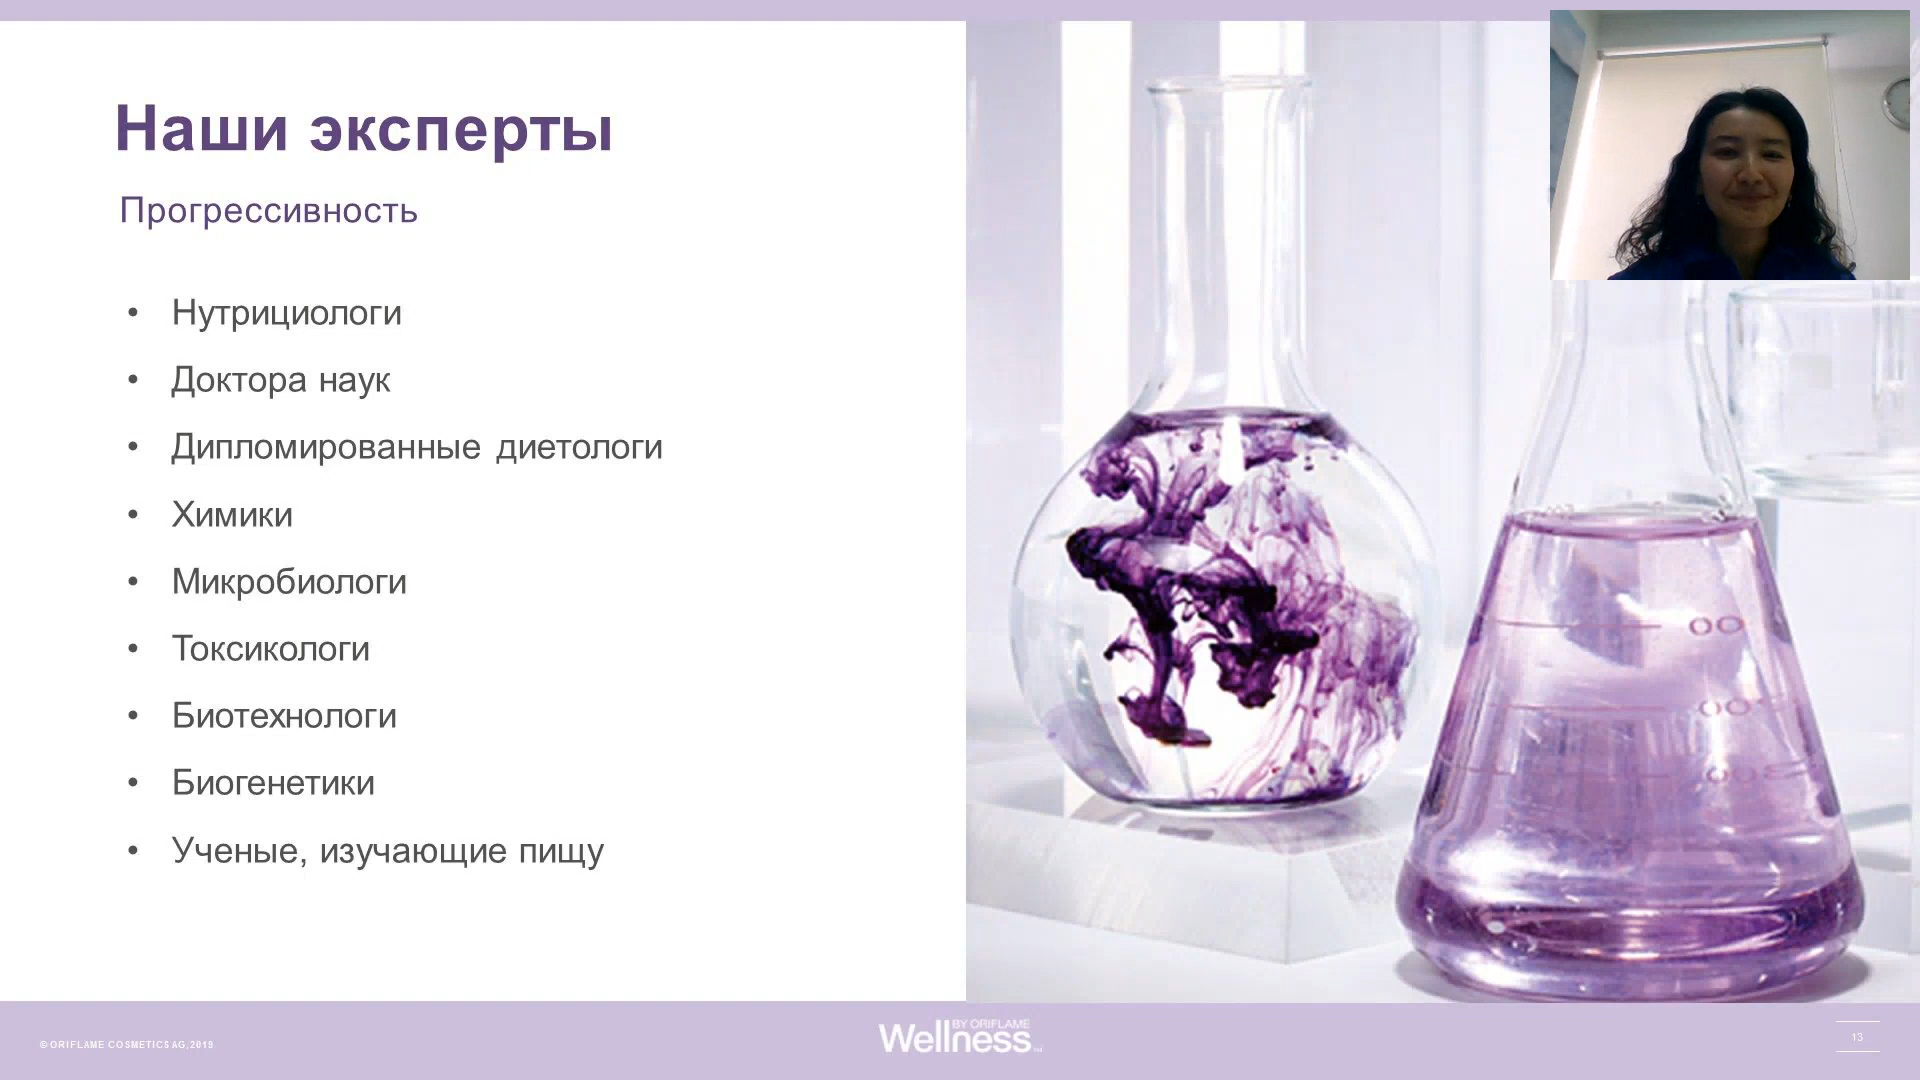 Наши эксперты
Прогрессивность
• Нутрициологи
• Доктора наук
• Дипломированные диетологи
• Химики
• Микробиологи
• Токсикологи
• Биотехнологи
• Биогенетики
• Ученые, изучающие пищу
© ORIFLAME COSMETICS AG, 2019
Wellness BY ORIFLAME
13